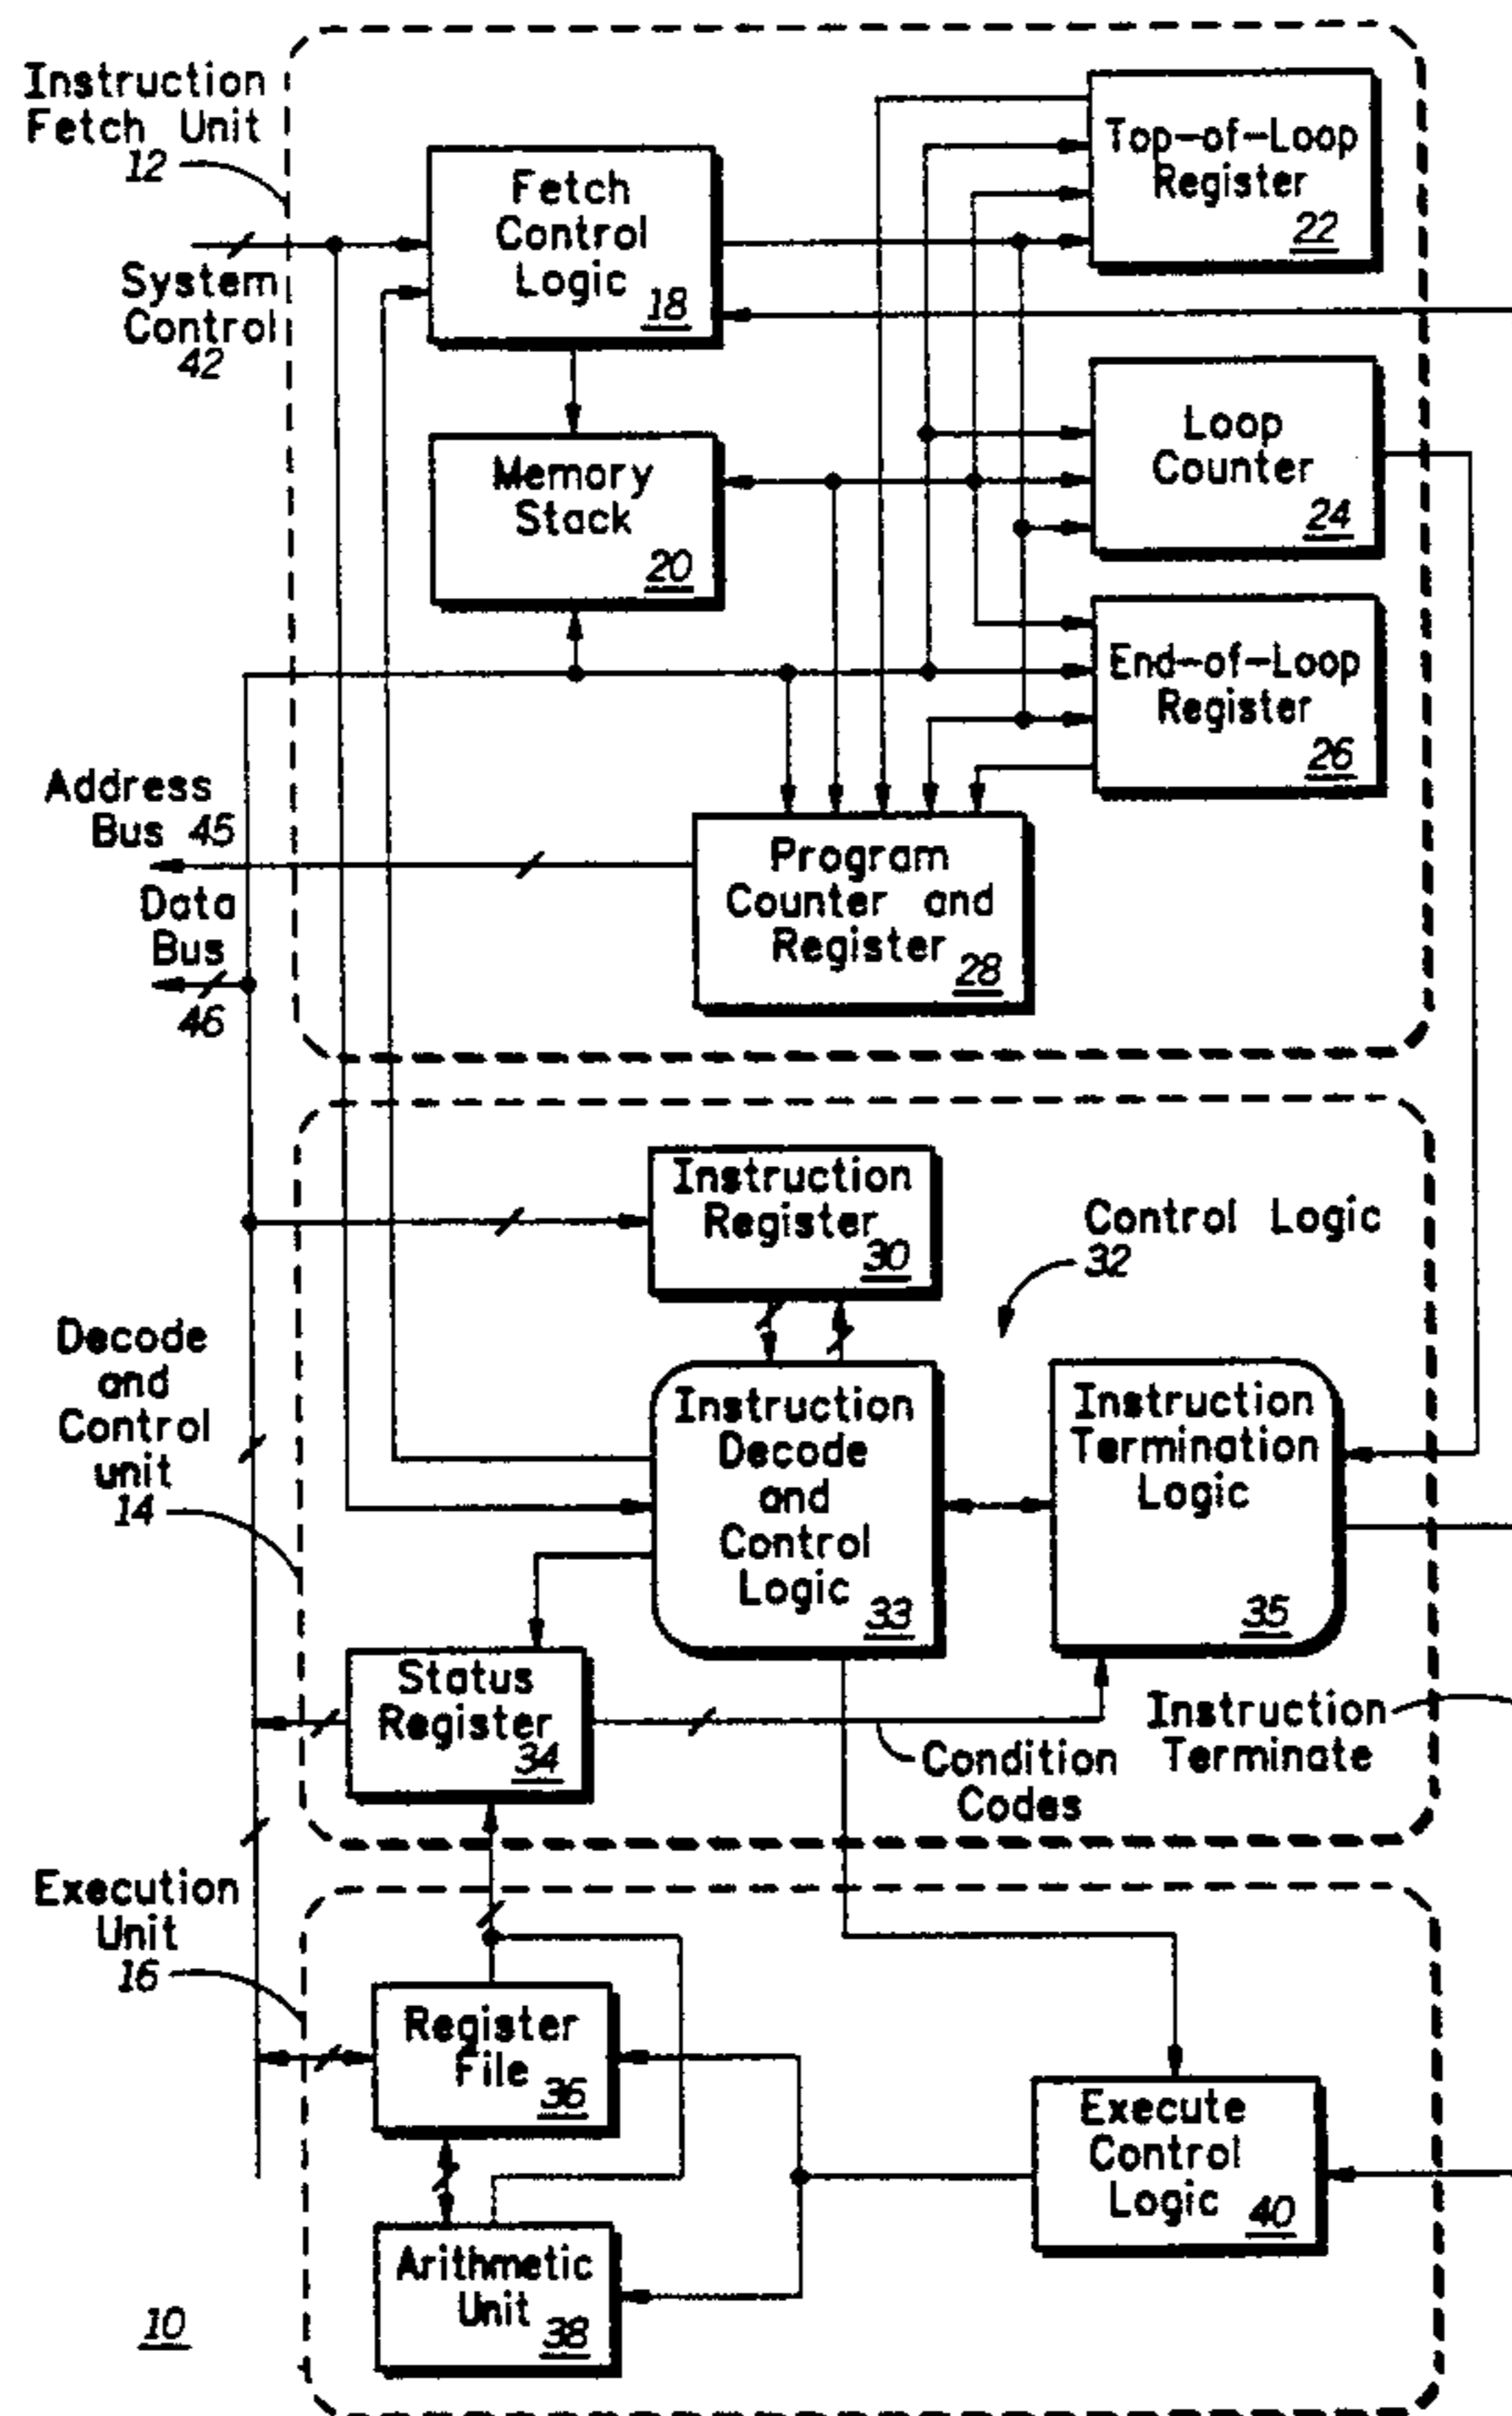 Instruction
Fetch Unit
12
System
Control
42
Fetch
Control
Logic
18
Top-of-Loop
Register
22
Memory
Stack
20
Loop
Counter
24
End-of-Loop
Register
26
Address
Bus 45
Data
Bus
46
Program
Counter and
Register
28
Instruction
Register
30
Control Logic
32
Decode
and
Control
unit
14
Instruction
Decode
and
Control
Logic
33
Instruction
Termination
Logic
35
Status
Register
34
Condition
Codes
Instruction
Terminate
Execution
Unit
16
Register
File
36
Execute
Control
Logic
40
Arithmetic
Unit
38
10